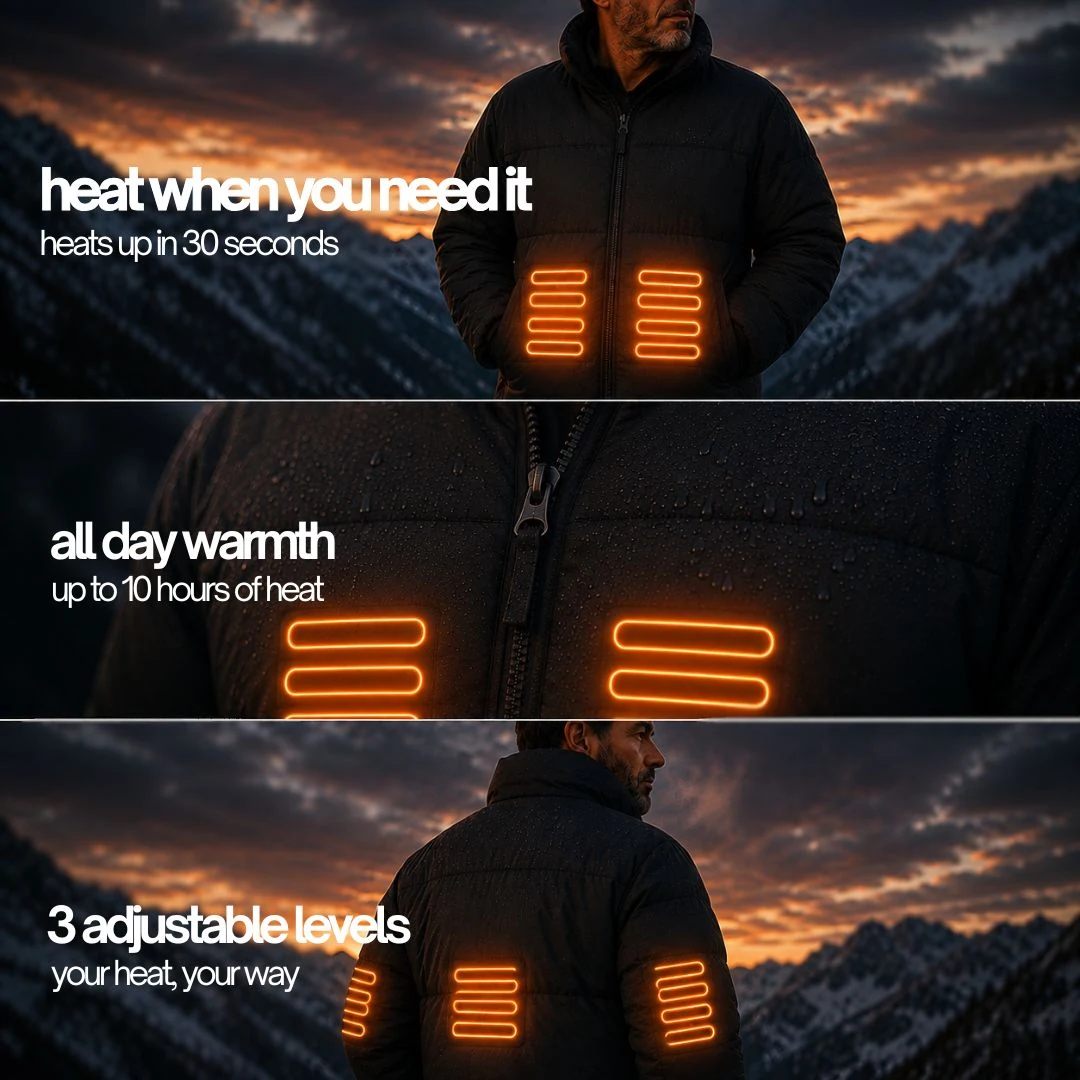 heat when you need it
heats up in 30 seconds
all day warmth
up to 10 hours of heat
3 adjustable levels
your heat, your way